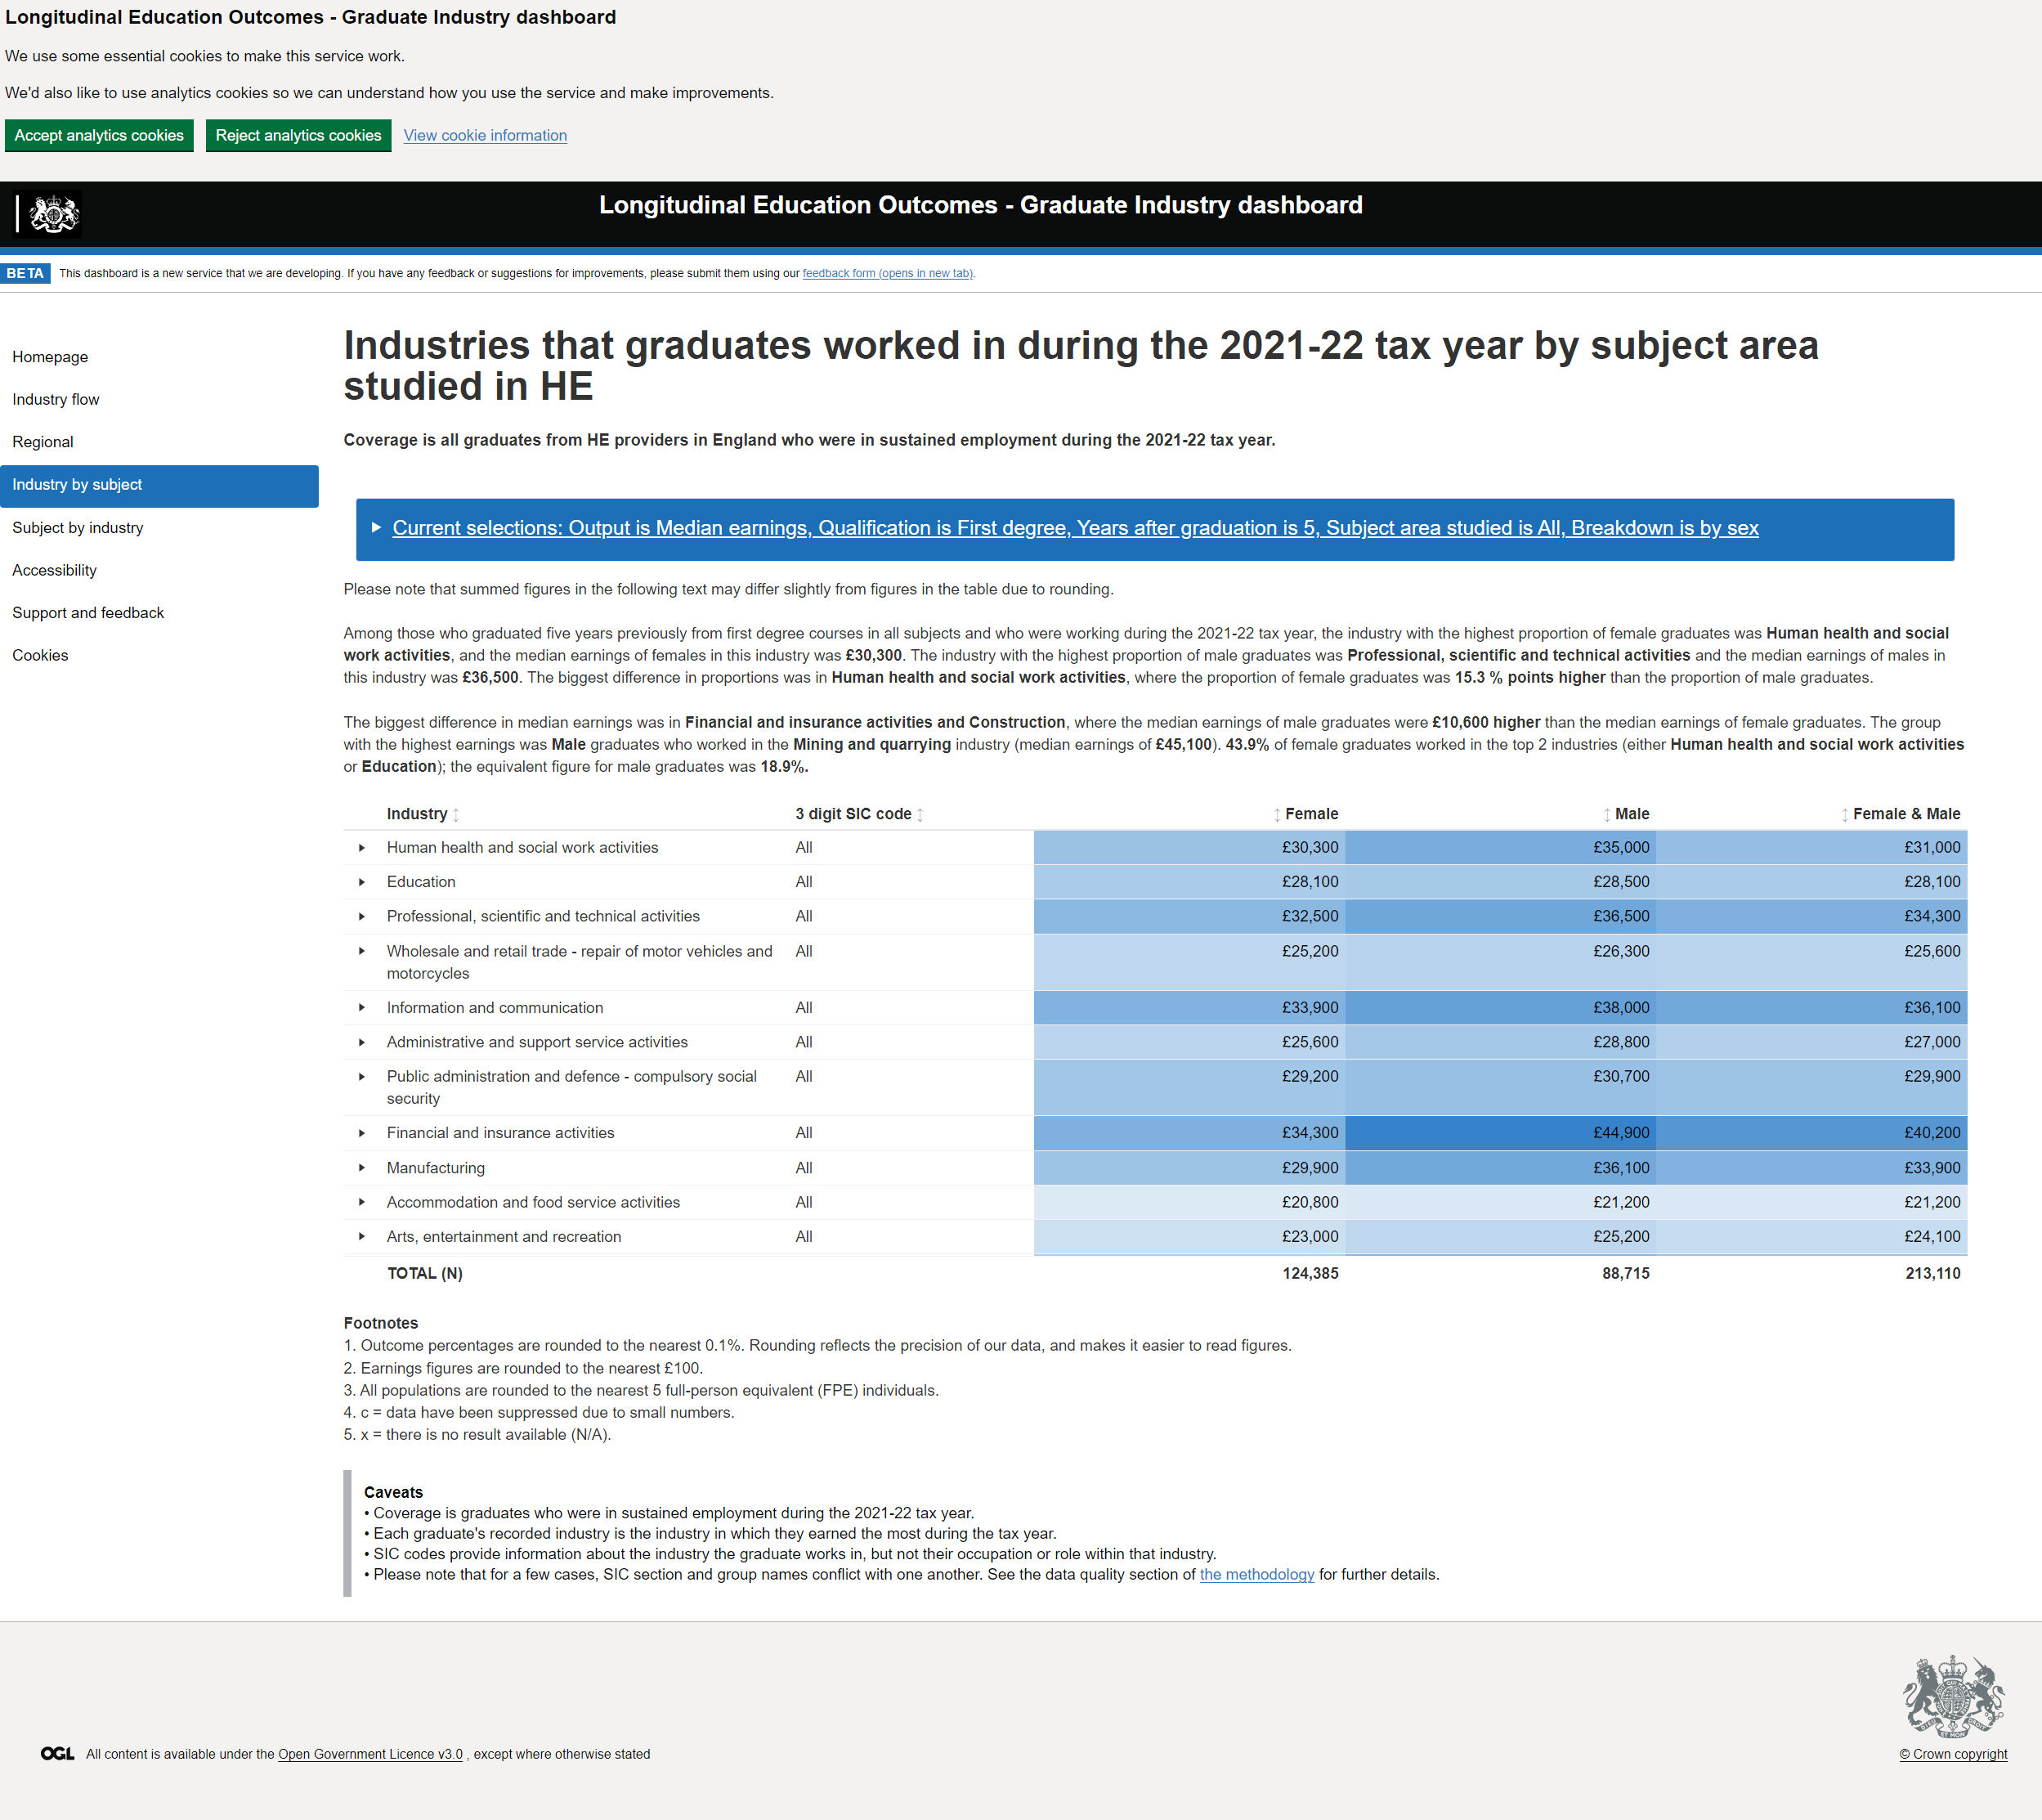 Longitudinal Education Outcomes - Graduate Industry dashboard
We use some essential cookies to make this service work.
We'd also like to use analytics cookies so we can understand how you use the service and make improvements.
Accept analytics cookies Reject analytics cookies View cookie information
Longitudinal Education Outcomes - Graduate Industry dashboard
BETA This dashboard is a new service that we are developing. If you have any feedback or suggestions for improvements, please submit them using our feedback form (opens in new tab).
Homepage
Industry flow
Regional
Industry by subject
Subject by industry
Accessibility
Support and feedback
Cookies
Industries that graduates worked in during the 2021-22 tax year by subject area
studied in HE
Coverage is all graduates from HE providers in England who were in sustained employment during the 2021-22 tax year.
Current selections: Output is Median earnings, Qualification is First degree, Years after graduation is 5, Subject area studied is All, Breakdown is by sex
Please note that summed figures in the following text may differ slightly from figures in the table due to rounding.
Among those who graduated five years previously from first degree courses in all subjects and who were working during the 2021-22 tax year, the industry with the highest proportion of female graduates was Human health and social
work activities, and the median earnings of females in this industry was £30,300. The industry with the highest proportion of male graduates was Professional, scientific and technical activities and the median earnings of males in
this industry was £36,500. The biggest difference in proportions was in Human health and social work activities, where the proportion of female graduates was 15.3 % points higher than the proportion of male graduates.
The biggest difference in median earnings was in Financial and insurance activities and Construction, where the median earnings of male graduates were £10,600 higher than the median earnings of female graduates. The group
with the highest earnings was Male graduates who worked in the Mining and quarrying industry (median earnings of £45,100). 43.9% of female graduates worked in the top 2 industries (either Human health and social work activities
or Education); the equivalent figure for male graduates was 18.9%.
Industry 3 digit SIC code Female Male Female & Male
Human health and social work activities All £30,300 £35,000 £31,000
Education All £28,100 £28,500 £28,100
Professional, scientific and technical activities All £32,500 £36,500 £34,300
Wholesale and retail trade - repair of motor vehicles and All £25,200 £26,300 £25,600
motorcycles
Information and communication All £33,900 £38,000 £36,100
Administrative and support service activities All £25,600 £28,800 £27,000
Public administration and defence - compulsory social All £29,200 £30,700 £29,900
security
Financial and insurance activities All £34,300 £44,900 £40,200
Manufacturing All £29,900 £36,100 £33,900
Accommodation and food service activities All £20,800 £21,200 £21,200
Arts, entertainment and recreation All £23,000 £25,200 £24,100
TOTAL (N) 124,385 88,715 213,110
Footnotes
1. Outcome percentages are rounded to the nearest 0.1%. Rounding reflects the precision of our data, and makes it easier to read figures.
2. Earnings figures are rounded to the nearest £100.
3. All populations are rounded to the nearest 5 full-person equivalent (FPE) individuals.
4. c = data have been suppressed due to small numbers.
5. x = there is no result available (N/A).
Caveats
• Coverage is graduates who were in sustained employment during the 2021-22 tax year.
• Each graduate's recorded industry is the industry in which they earned the most during the tax year.
• SIC codes provide information about the industry the graduate works in, but not their occupation or role within that industry.
• Please note that for a few cases, SIC section and group names conflict with one another. See the data quality section of the methodology for further details.
OGL All content is available under the Open Government Licence v3.0 , except where otherwise stated
© Crown copyright